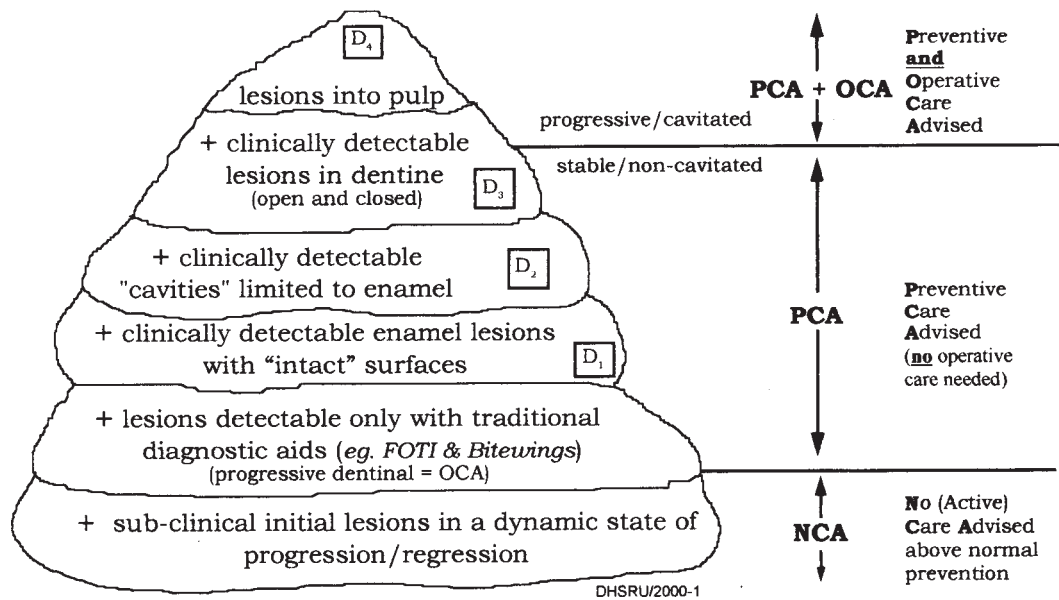 D4
lesions into pulp
+ clinically detectable
lesions in dentine
(open and closed)
D3
+ clinically detectable
"cavities" limited to enamel
D2
+ clinically detectable enamel lesions
with “intact” surfaces
D1
+ lesions detectable only with traditional
diagnostic aids (eg. FOTI & Bitewings)
(progressive dentinal = OCA)
+ sub-clinical initial lesions in a dynamic state of
progression/regression
DHSRU/2000-1
progressive/cavitated
stable/non-cavitated
PCA + OCA
Preventive
and
Operative
Care
Advised
PCA
Preventive
Care
Advised
(no operative
care needed)
NCA
No (Active)
Care Advised
above normal
prevention